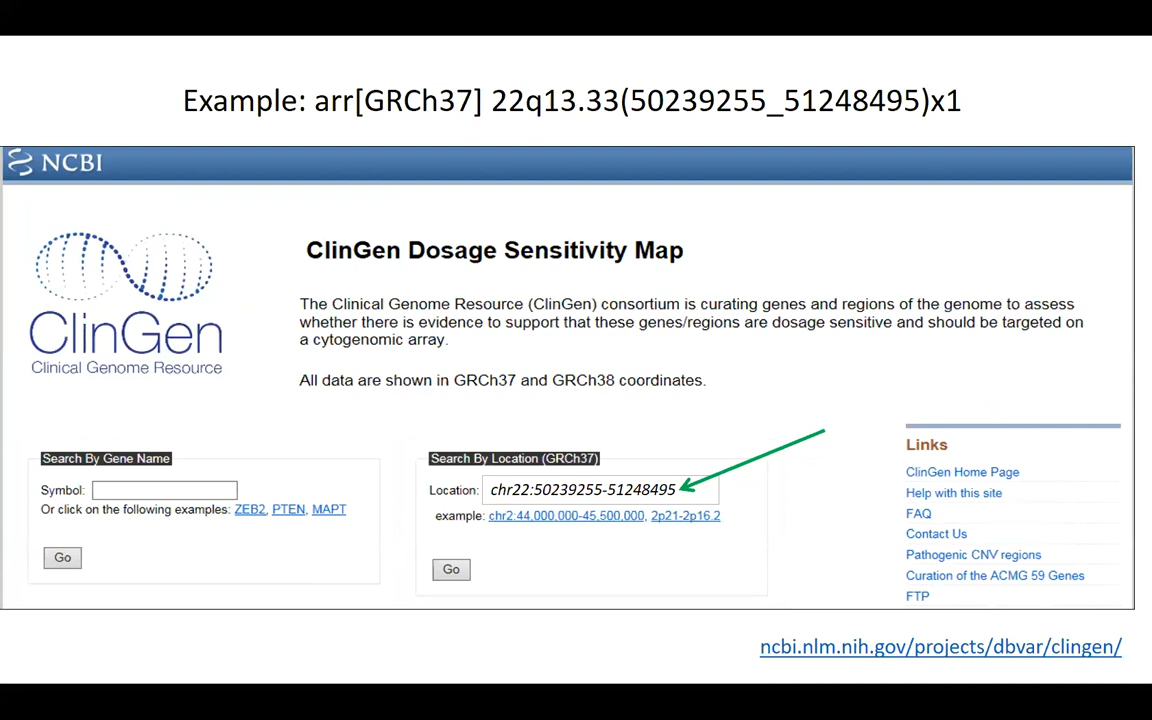 Example: arr[GRCh37] 22q13.33(50239255_51248495)x1
NCBI
ClinGen
Clinical Genome Resource
ClinGen Dosage Sensitivity Map
The Clinical Genome Resource (ClinGen) consortium is curating genes and regions of the genome to assess
whether there is evidence to support that these genes/regions are dosage sensitive and should be targeted on
a cytogenomic array.
All data are shown in GRCh37 and GRCh38 coordinates.
Search By Gene Name
Symbol:
Or click on the following examples: ZEB2, PTEN, MAPT
Go
Search By Location (GRCh37)
Location: chr22:50239255-51248495
example: chr2:44,000,000-45,500,000, 2p21-2p16.2
Go
Links
ClinGen Home Page
Help with this site
FAQ
Contact Us
Pathogenic CNV regions
Curation of the ACMG 59 Genes
FTP
ncbi.nlm.nih.gov/projects/dbvar/clingen/